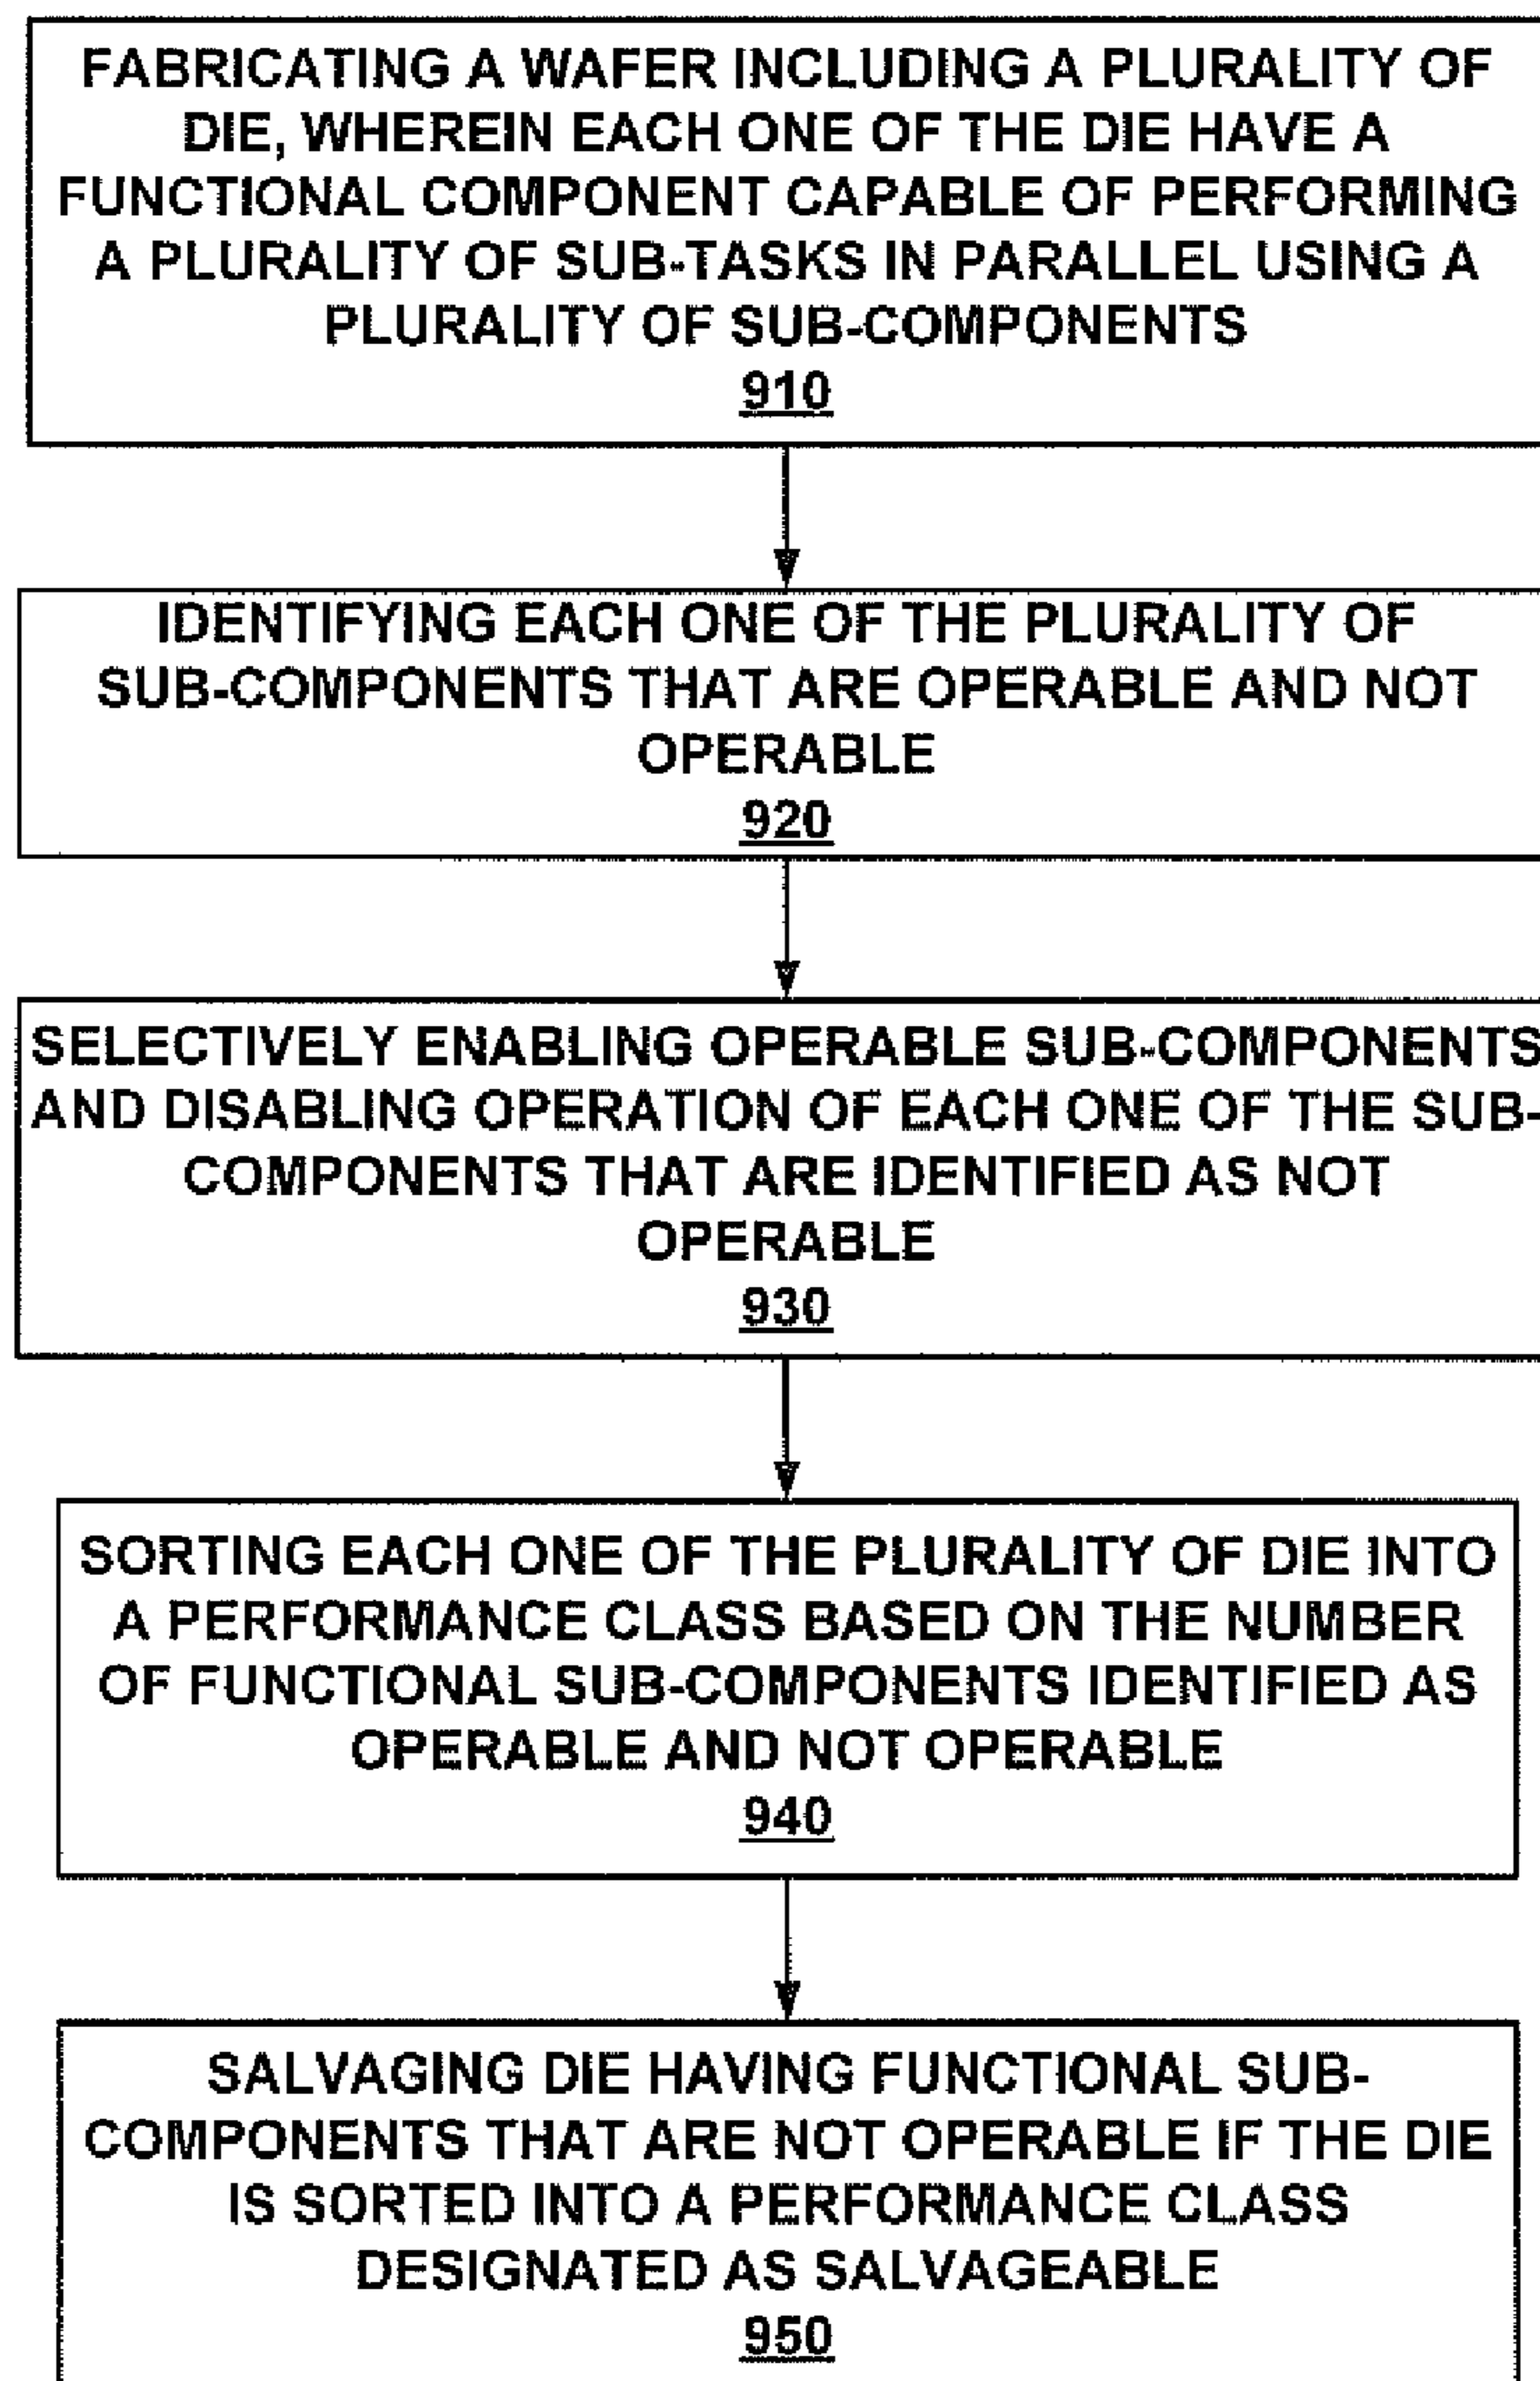 FABRICATING A WAFER INCLUDING A PLURALITY OF
DIE, WHEREIN EACH ONE OF THE DIE HAVE A
FUNCTIONAL COMPONENT CAPABLE OF PERFORMING
A PLURALITY OF SUB-TASKS IN PARALLEL USING A
PLURALITY OF SUB-COMPONENTS
910
IDENTIFYING EACH ONE OF THE PLURALITY OF
SUB-COMPONENTS THAT ARE OPERABLE AND NOT
OPERABLE
920
SELECTIVELY ENABLING OPERABLE SUB-COMPONENTS
AND DISABLING OPERATION OF EACH ONE OF THE SUB-
COMPONENTS THAT ARE IDENTIFIED AS NOT
OPERABLE
930
SORTING EACH ONE OF THE PLURALITY OF DIE INTO
A PERFORMANCE CLASS BASED ON THE NUMBER
OF FUNCTIONAL SUB-COMPONENTS IDENTIFIED AS
OPERABLE AND NOT OPERABLE
940
SALVAGING DIE HAVING FUNCTIONAL SUB-
COMPONENTS THAT ARE NOT OPERABLE IF THE DIE
IS SORTED INTO A PERFORMANCE CLASS
DESIGNATED AS SALVAGEABLE
950